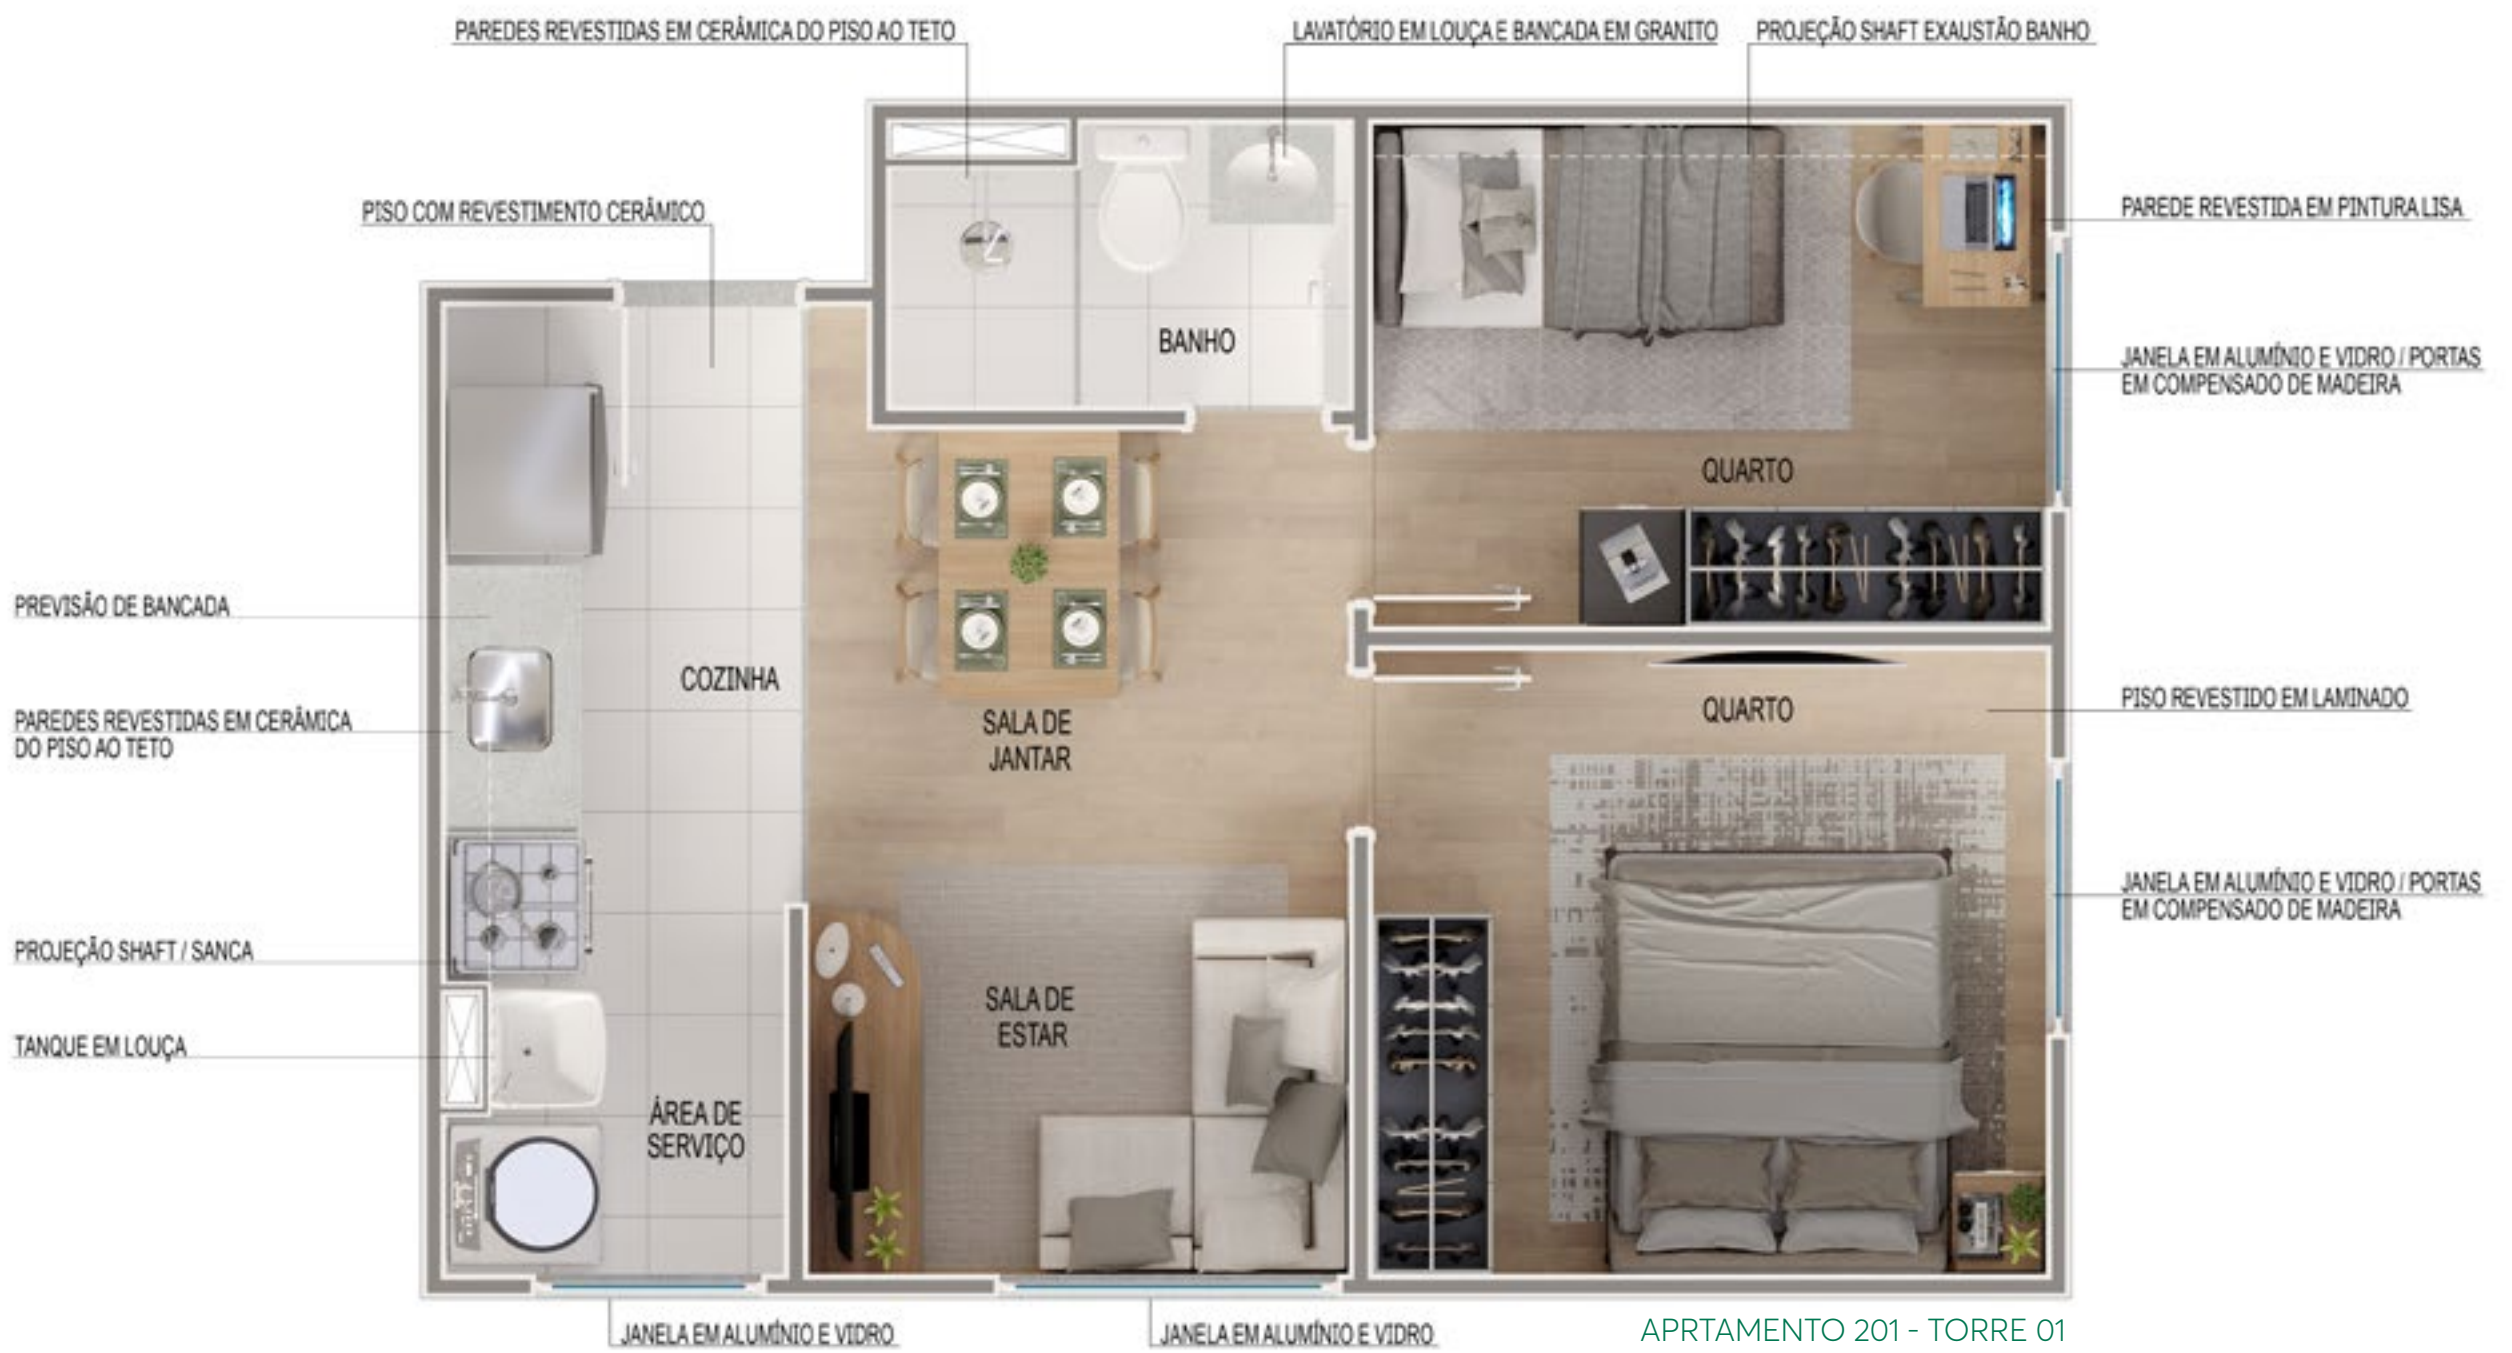 PAREDES REVESTIDAS EM CERÂMICA DO PISO AO TETO
LAVATÓRIO EM LOUÇA E BANCADA EM GRANITO
PROJEÇÃO SHAFT EXAUSTÃO BANHO
PISO COM REVESTIMENTO CERÂMICO
PAREDE REVESTIDA EM PINTURA LISA
BANHO
JANELA EM ALUMÍNIO E VIDRO / PORTAS
EM COMPENSADO DE MADEIRA
QUARTO
PREVISÃO DE BANCADA
COZINHA
PAREDES REVESTIDAS EM CERÂMICA
DO PISO AO TETO
SALA DE
JANTAR
QUARTO
PISO REVESTIDO EM LAMINADO
JANELA EM ALUMÍNIO E VIDRO / PORTAS
EM COMPENSADO DE MADEIRA
PROJEÇÃO SHAFT / SANCA
SALA DE
ESTAR
TANQUE EM LOUÇA
ÁREA DE
SERVIÇO
JANELA EM ALUMÍNIO E VIDRO
JANELA EM ALUMÍNIO E VIDRO
APRTAMENTO 201 - TORRE 01